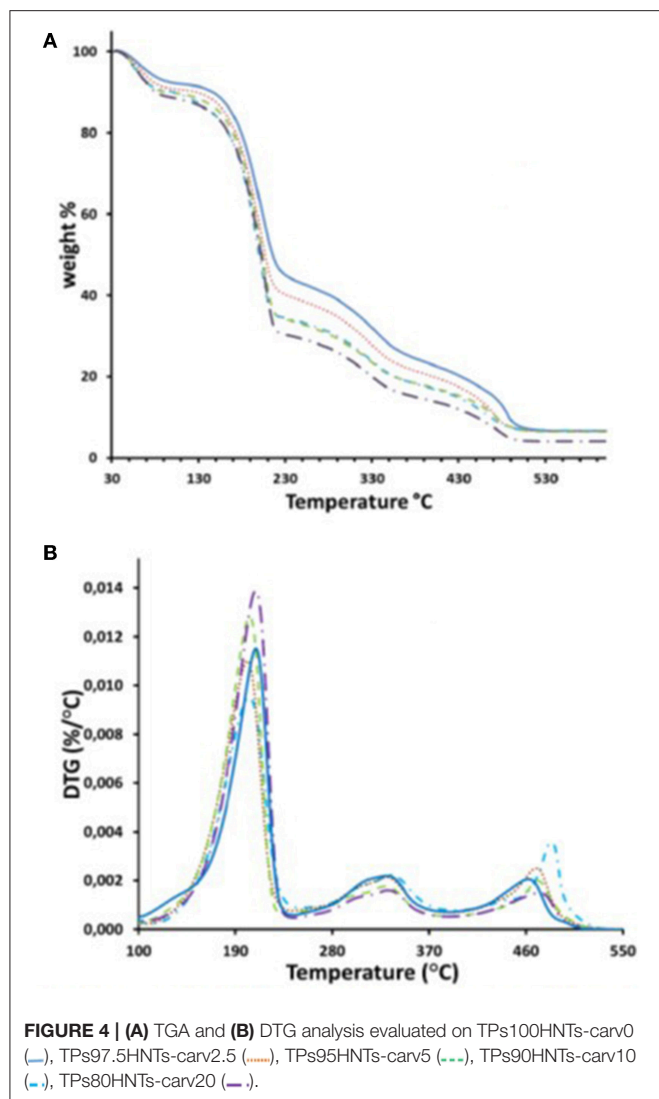 A
100
80
60
40
20
0
weight %
30 130 230 330 430 530
Temperature °C
B
0,014
0,012
0,010
0,008
0,006
0,004
0,002
0,000
DTG (%/°C)
100 190 280 370 460 550
Temperature (°C)
FIGURE 4 | (A) TGA and (B) DTG analysis evaluated on TPs100HNTs-carv0
(—), TPs97.5HNTs-carv2.5 (·····), TPs95HNTs-carv5 (---), TPs90HNTs-carv10
(-·-), TPs80HNTs-carv20 (-·-).